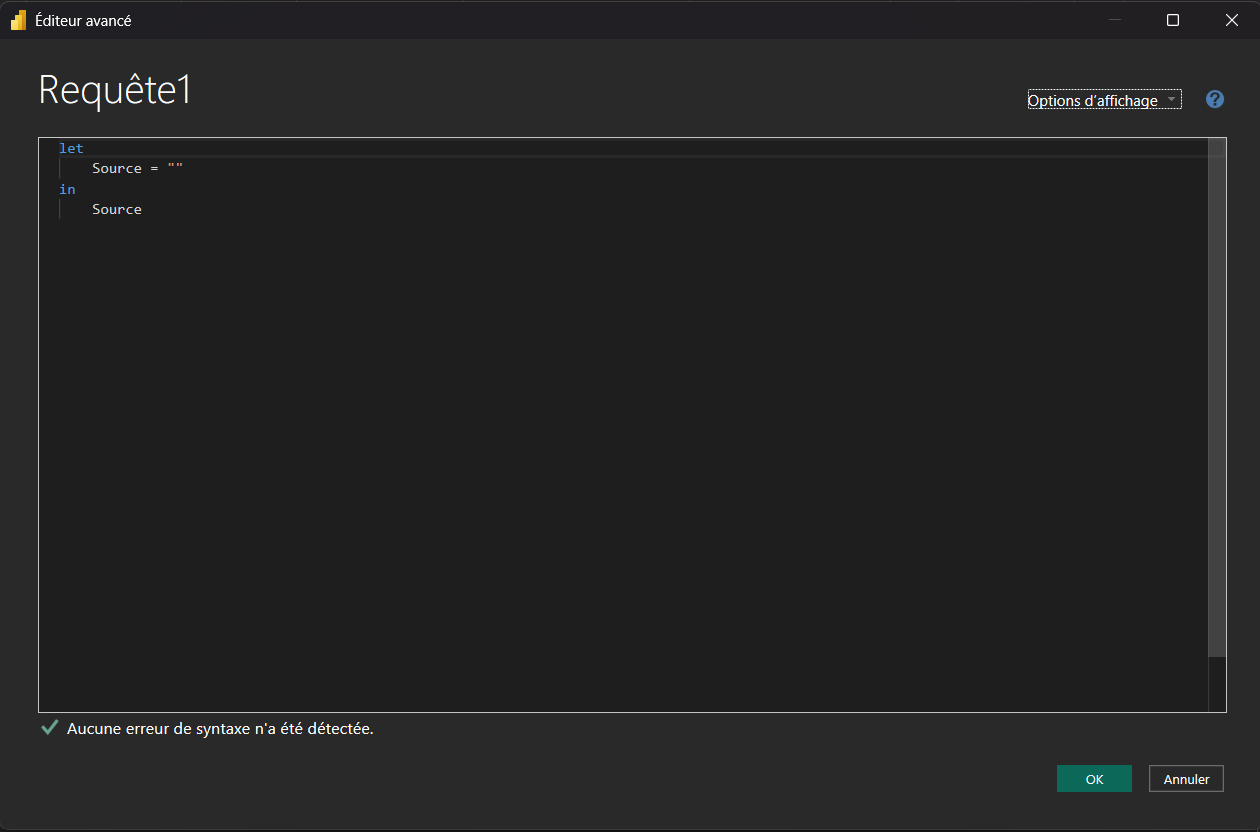 Éditeur avancé
Requête1
Options d'affichage
?
let
    Source = ""
in
    Source
Aucune erreur de syntaxe n'a été détectée.
OK
Annuler